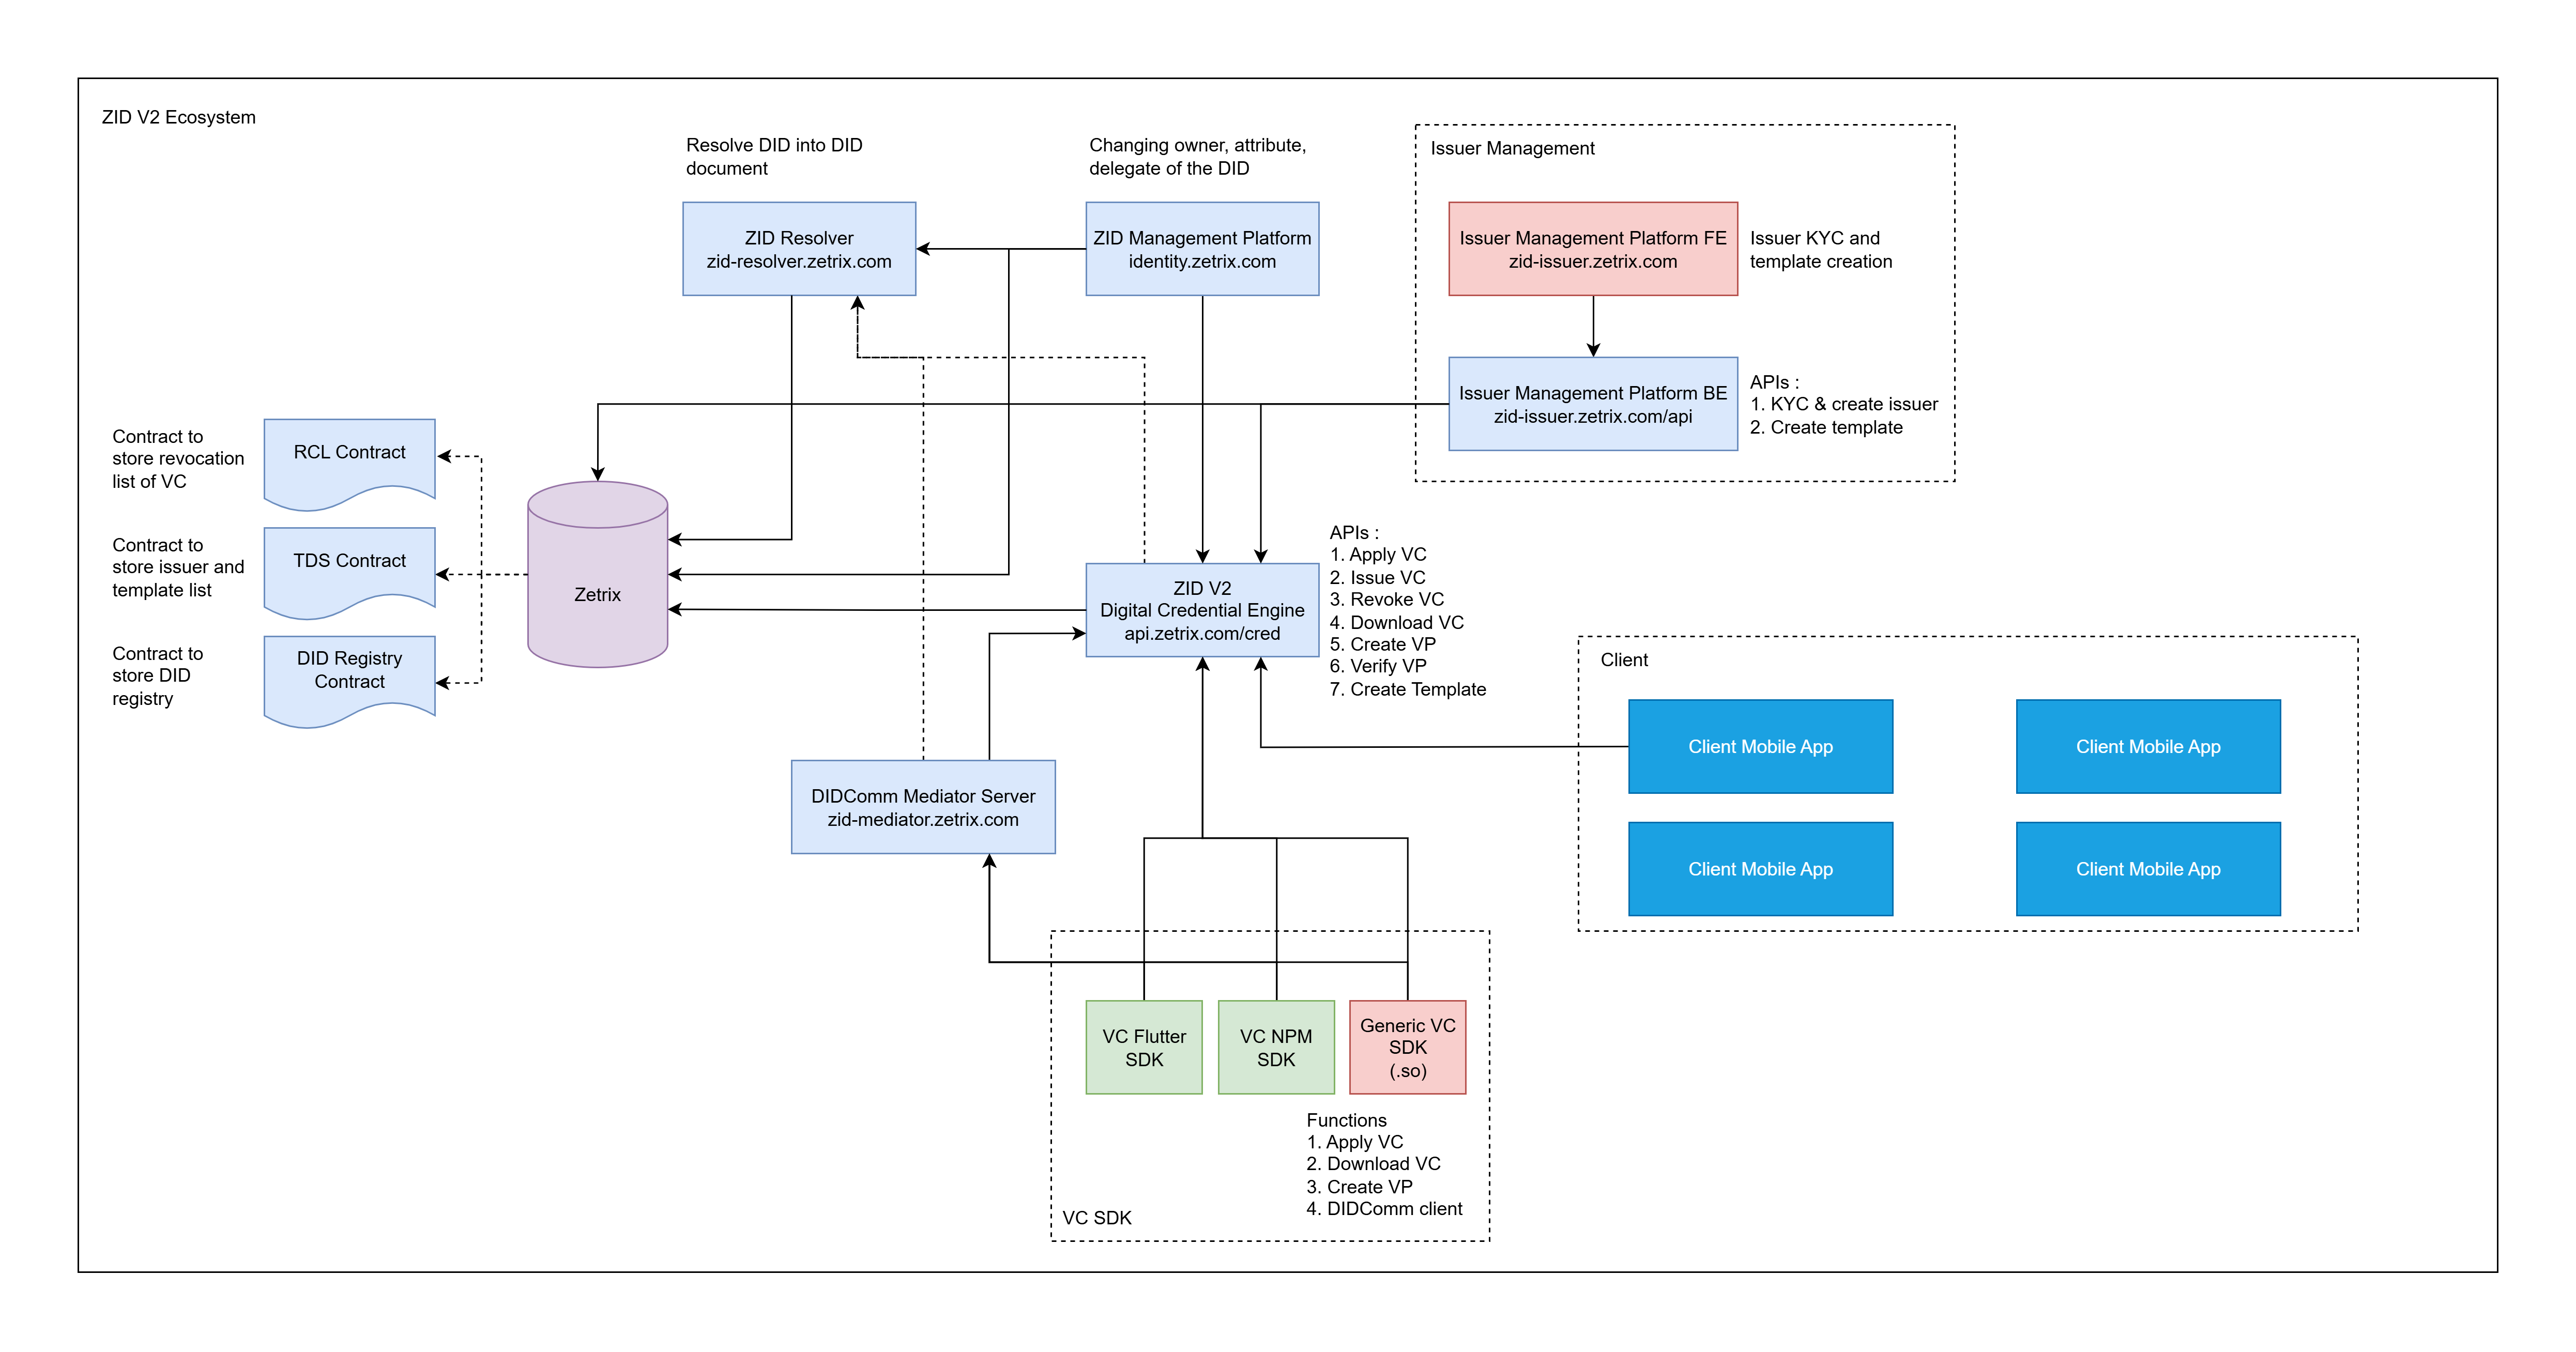 ZID V2 Ecosystem
Resolve DID into DID
document
Changing owner, attribute,
delegate of the DID
Issuer Management
ZID Resolver
zid-resolver.zetrix.com
ZID Management Platform
identity.zetrix.com
Issuer Management Platform FE
zid-issuer.zetrix.com
Issuer KYC and
template creation
Issuer Management Platform BE
zid-issuer.zetrix.com/api
APIs :
1. KYC & create issuer
2. Create template
Contract to
store revocation
list of VC
RCL Contract
Contract to
store issuer and
template list
TDS Contract
Contract to
store DID
registry
DID Registry
Contract
Zetrix
ZID V2
Digital Credential Engine
api.zetrix.com/cred
APIs :
1. Apply VC
2. Issue VC
3. Revoke VC
4. Download VC
5. Create VP
6. Verify VP
7. Create Template
Client
Client Mobile App
Client Mobile App
Client Mobile App
Client Mobile App
DIDComm Mediator Server
zid-mediator.zetrix.com
VC Flutter
SDK
VC NPM
SDK
Generic VC
SDK
(.so)
Functions
1. Apply VC
2. Download VC
3. Create VP
4. DIDComm client
VC SDK